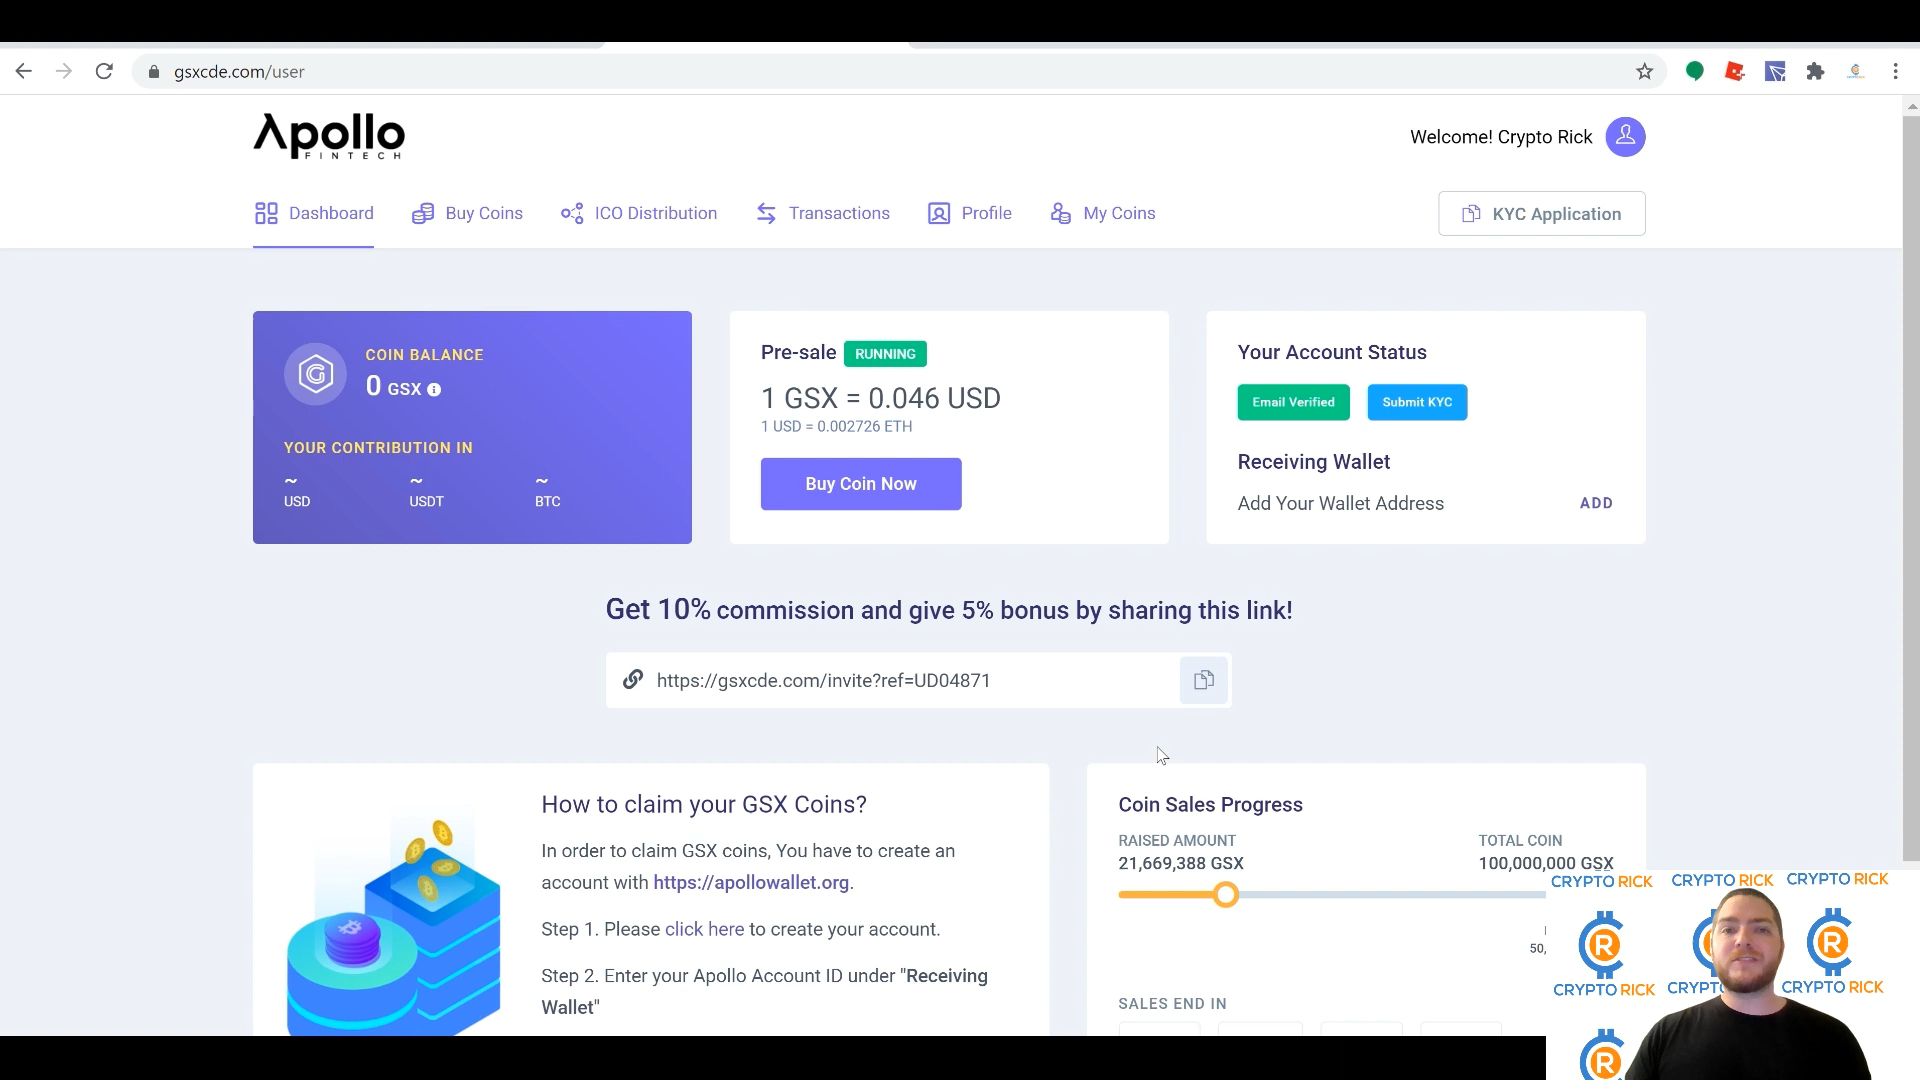 gsxcde.com/user
Apollo
FINTECH
Welcome! Crypto Rick
Dashboard
Buy Coins
ICO Distribution
Transactions
Profile
My Coins
KYC Application
COIN BALANCE
0 GSX
YOUR CONTRIBUTION IN
~ ~ ~
USD USDT BTC
Pre-sale RUNNING
1 GSX = 0.046 USD
1 USD = 0.002726 ETH
Buy Coin Now
Your Account Status
Email Verified Submit KYC
Receiving Wallet
Add Your Wallet Address ADD
Get 10% commission and give 5% bonus by sharing this link!
https://gsxcde.com/invite?ref=UD04871
How to claim your GSX Coins?
In order to claim GSX coins, You have to create an
account with https://apollowallet.org.
Step 1. Please click here to create your account.
Step 2. Enter your Apollo Account ID under "Receiving
Wallet"
Coin Sales Progress
RAISED AMOUNT TOTAL COIN
21,669,388 GSX 100,000,000 GSX
50,
SALES END IN
CRYPTO RICK CRYPTO RICK CRYPTO RICK
CRYPTO RICK CRYPT CRYPTO RICK